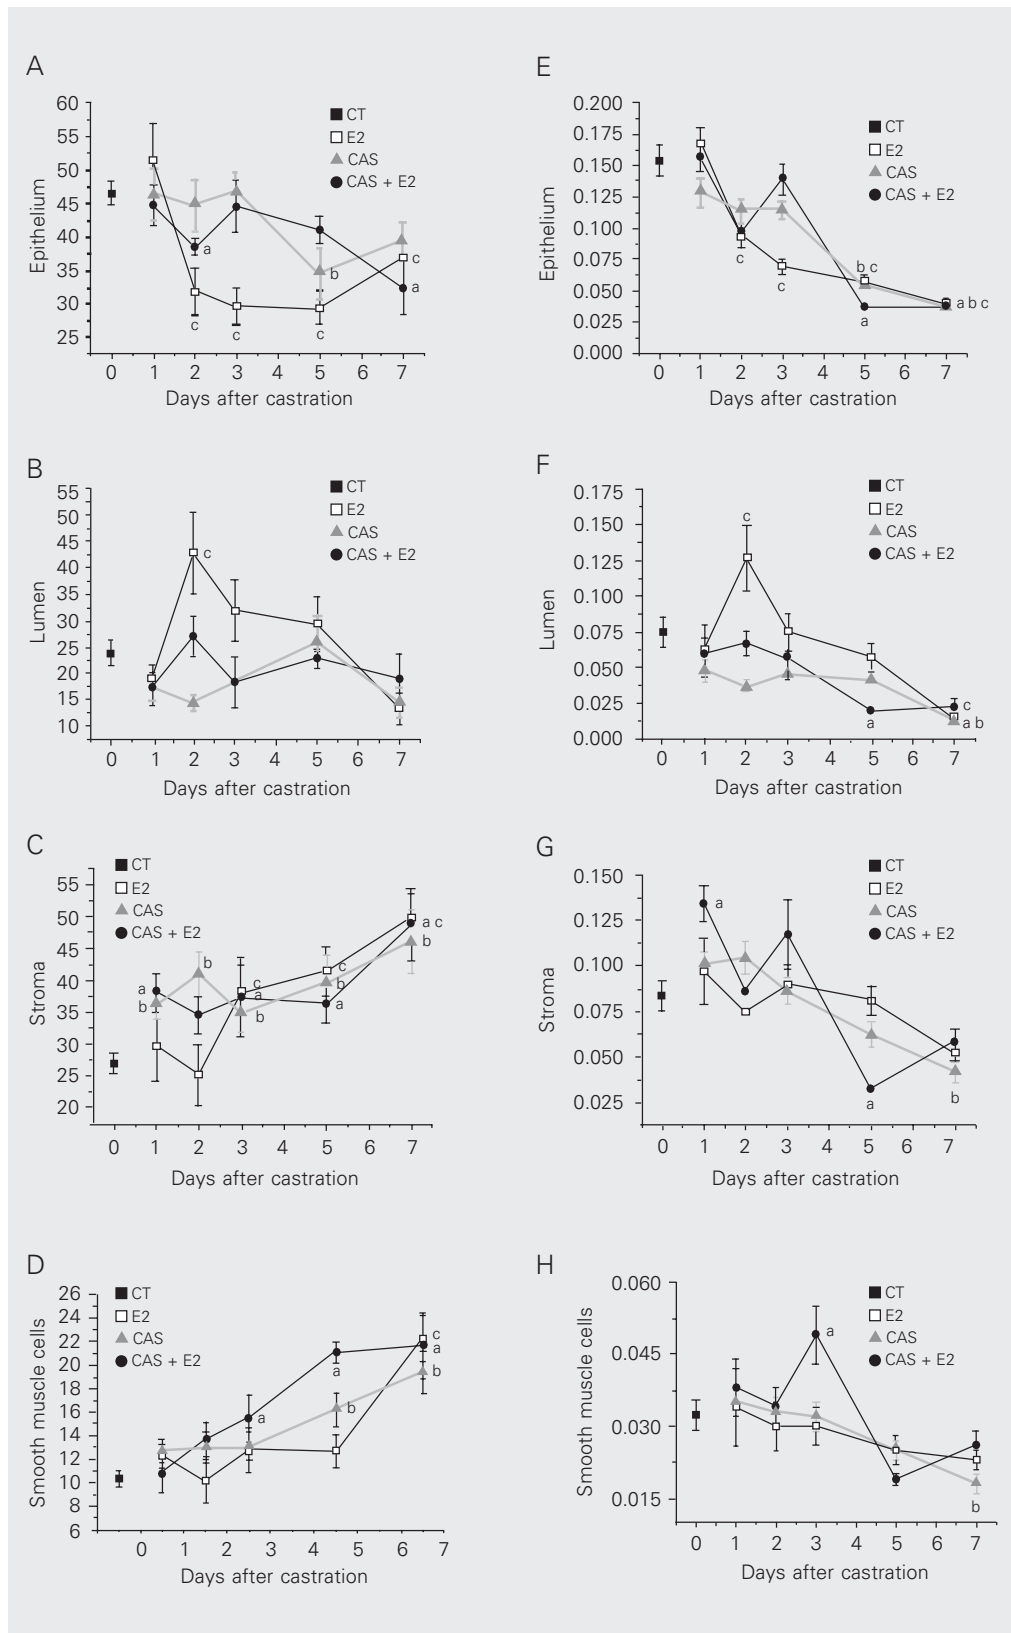 A
60
55
50
45
40
35
30
25
Epithelium
CT
E2
CAS
CAS + E2
a
c
c
b
c
c
a
0 1 2 3 4 5 6 7
Days after castration
E
0.200
0.175
0.150
0.125
0.100
0.075
0.050
0.025
0.000
Epithelium
CT
E2
CAS
CAS + E2
c
c
b c
a
a b c
0 1 2 3 4 5 6 7
Days after castration
B
55
50
45
40
35
30
25
20
15
10
Lumen
CT
E2
CAS
CAS + E2
c
0 1 2 3 4 5 6 7
Days after castration
F
0.175
0.150
0.125
0.100
0.075
0.050
0.025
0.000
Lumen
CT
E2
CAS
CAS + E2
c
a
c
a b
0 1 2 3 4 5 6 7
Days after castration
C
55
50
45
40
35
30
25
20
Stroma
CT
E2
CAS
CAS + E2
a
b
b
c
a
b
c
b
a
a c
b
0 1 2 3 4 5 6 7
Days after castration
G
0.150
0.125
0.100
0.075
0.050
0.025
Stroma
CT
E2
CAS
CAS + E2
a
a
b
0 1 2 3 4 5 6 7
Days after castration
D
26
24
22
20
18
16
14
12
10
8
6
Smooth muscle cells
CT
E2
CAS
CAS + E2
a
a
b
c
a
b
0 1 2 3 4 5 6 7
Days after castration
H
0.060
0.045
0.030
0.015
Smooth muscle cells
CT
E2
CAS
CAS + E2
a
b
0 1 2 3 4 5 6 7
Days after castration